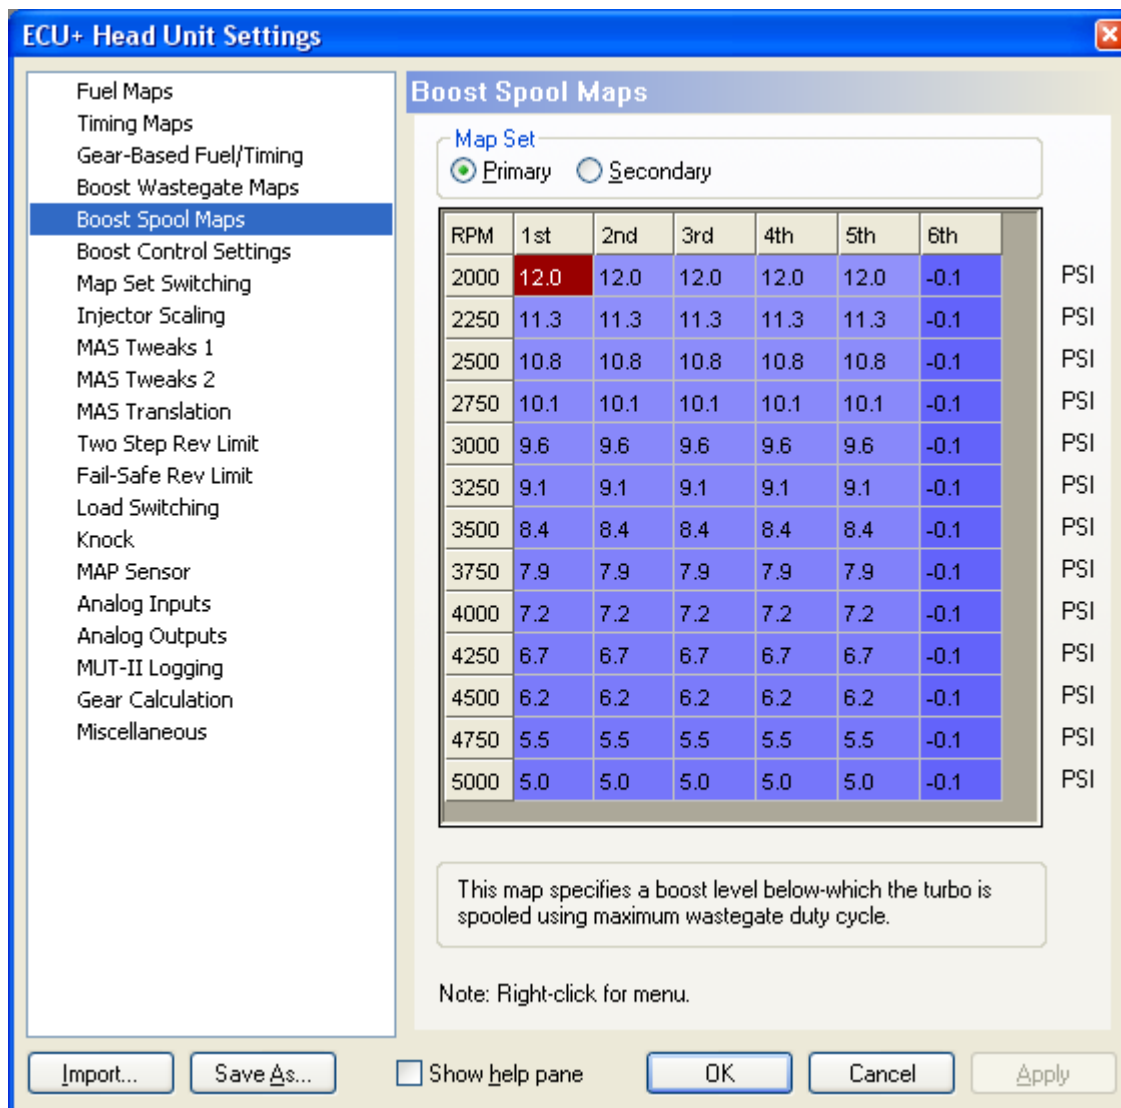 ECU+ Head Unit Settings
Fuel Maps
Timing Maps
Gear-Based Fuel/Timing
Boost Wastegate Maps
Boost Spool Maps
Boost Control Settings
Map Set Switching
Injector Scaling
MAS Tweaks 1
MAS Tweaks 2
MAS Translation
Two Step Rev Limit
Fail-Safe Rev Limit
Load Switching
Knock
MAP Sensor
Analog Inputs
Analog Outputs
MUT-II Logging
Gear Calculation
Miscellaneous
Boost Spool Maps
Map Set
Primary Secondary
RPM 1st 2nd 3rd 4th 5th 6th
2000 12.0 12.0 12.0 12.0 12.0 -0.1 PSI
2250 11.3 11.3 11.3 11.3 11.3 -0.1 PSI
2500 10.8 10.8 10.8 10.8 10.8 -0.1 PSI
2750 10.1 10.1 10.1 10.1 10.1 -0.1 PSI
3000 9.6 9.6 9.6 9.6 9.6 -0.1 PSI
3250 9.1 9.1 9.1 9.1 9.1 -0.1 PSI
3500 8.4 8.4 8.4 8.4 8.4 -0.1 PSI
3750 7.9 7.9 7.9 7.9 7.9 -0.1 PSI
4000 7.2 7.2 7.2 7.2 7.2 -0.1 PSI
4250 6.7 6.7 6.7 6.7 6.7 -0.1 PSI
4500 6.2 6.2 6.2 6.2 6.2 -0.1 PSI
4750 5.5 5.5 5.5 5.5 5.5 -0.1 PSI
5000 5.0 5.0 5.0 5.0 5.0 -0.1 PSI
This map specifies a boost level below-which the turbo is
spooled using maximum wastegate duty cycle.
Note: Right-click for menu.
Import... Save As... Show help pane OK Cancel Apply